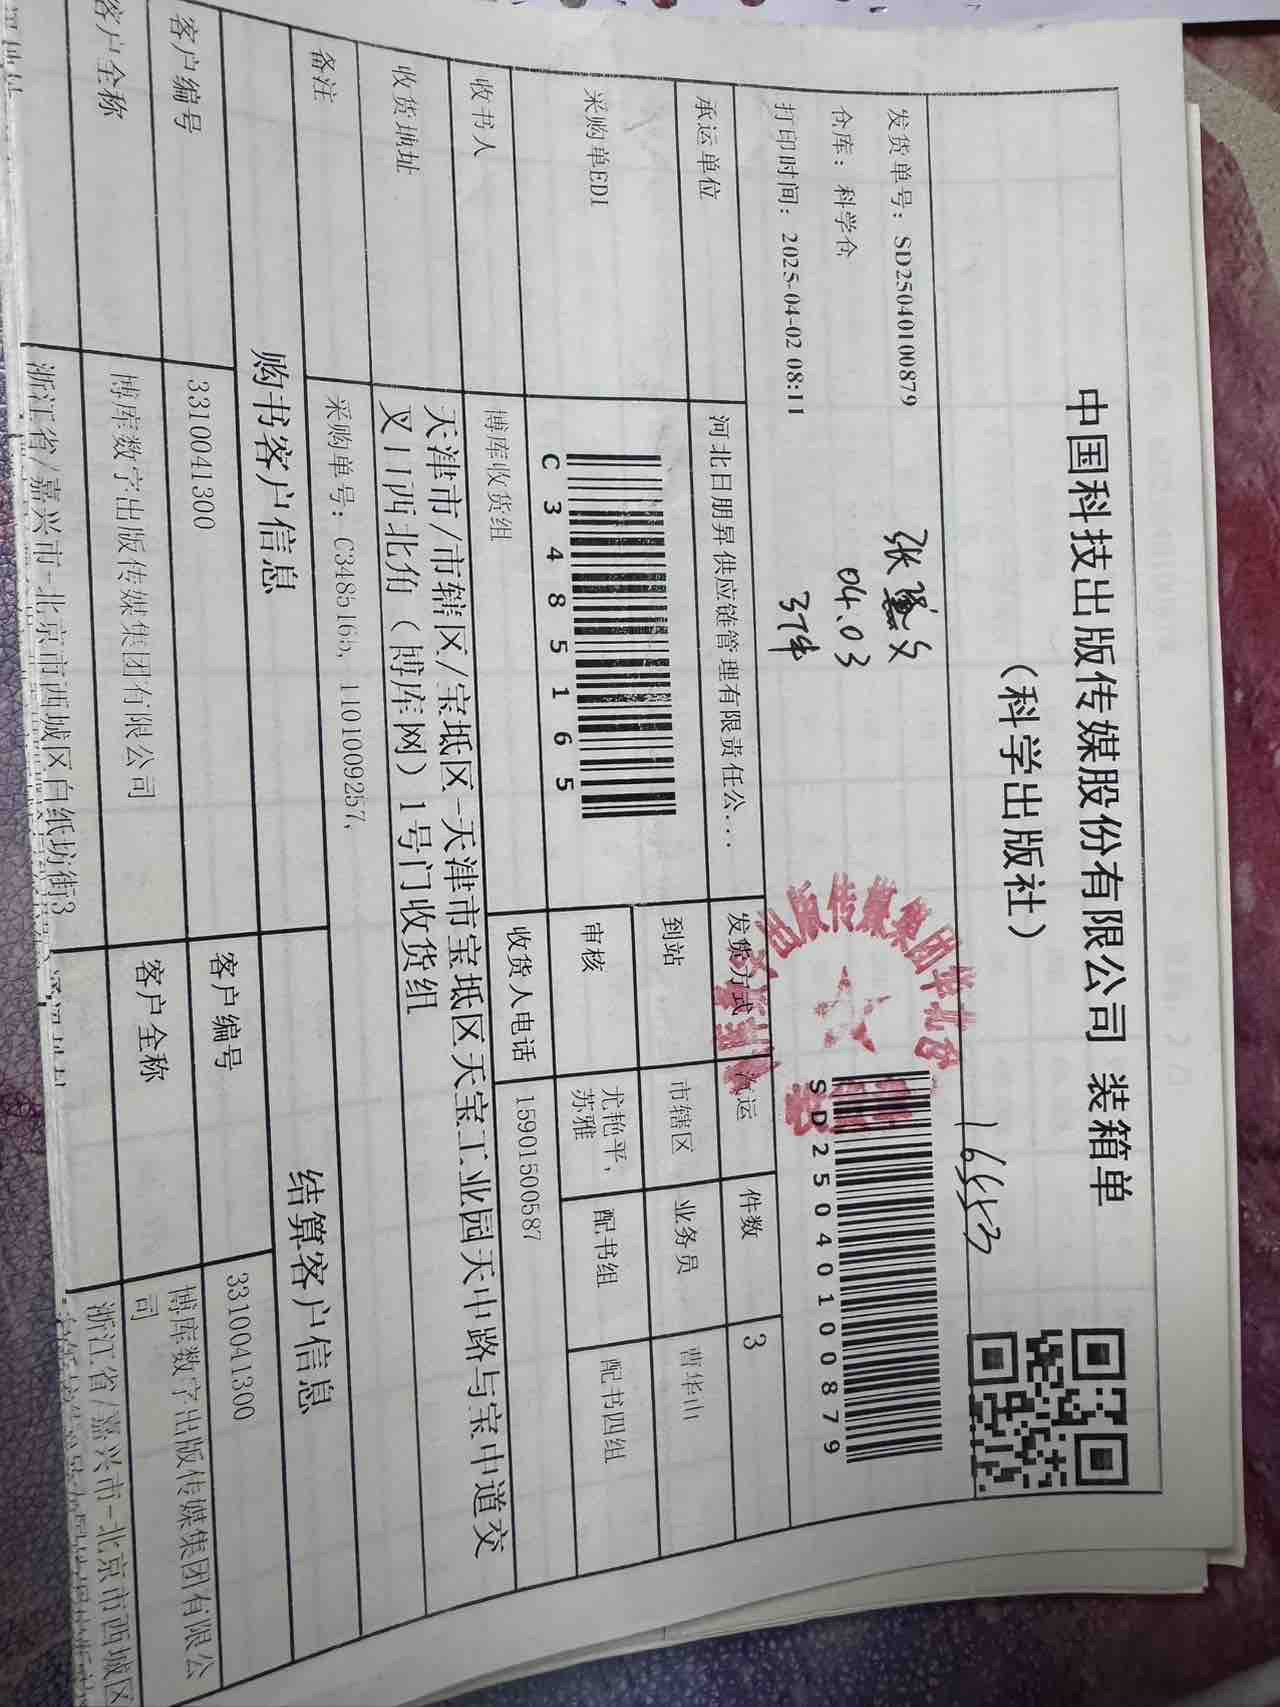 中国科技出版传媒股份有限公司 装箱单
（科学出版社）
16553
发货单号：SD25040100879
仓库：科学仓
打印时间：2025-04-02 08:11
04.03
3件
SD25040100879
承运单位 河北日朋昇供应链管理有限责任公... 发货方式 汽运 件数 3
采购单EDI C3485165 到站 市辖区 业务员 曹华山
审核 尤艳平, 苏雅 配书组 配书四组
收书人 博库收货组 收货人电话 15901500587
收货地址 天津市/市辖区/宝坻区-天津市宝坻区天宝工业园天中路与宝中道交
叉口西北角（博库网）1号门收货组
备注 采购单号：C3485165, 1101009257,
购书客户信息 结算客户信息
客户编号 3310041300 客户编号 3310041300
客户全称 博库数字出版传媒集团有限公司 客户全称 博库数字出版传媒集团有限公
司
浙江省/嘉兴市-北京市西城区白纸坊街3 浙江省/嘉兴市-北京市西城区